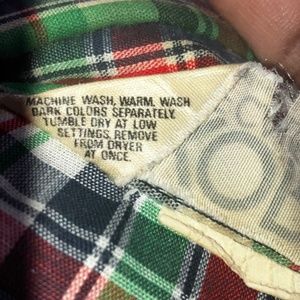 MACHINE WASH, WARM. WASH
DARK COLORS SEPARATELY.
TUMBLE DRY AT LOW
SETTINGS. REMOVE
FROM DRYER
AT ONCE.